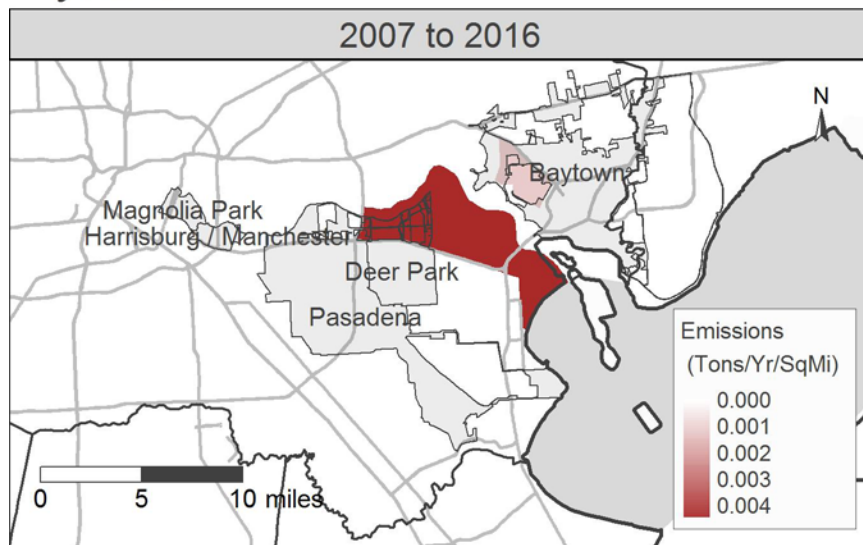 2007 to 2016
N
Baytown
Magnolia Park
Harrisburg Manchester
Deer Park
Pasadena
Emissions
(Tons/Yr/SqMi)
0.000
0.001
0.002
0.003
0.004
0 5 10 miles